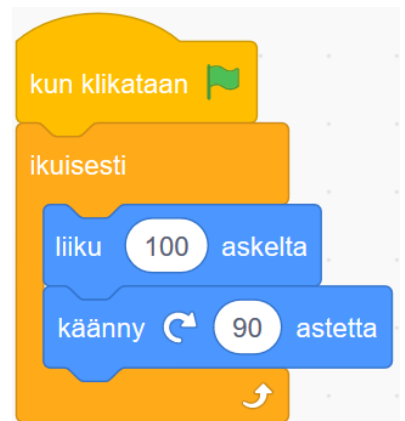 kun klikataan
ikuisesti
liiku 100 askelta
käänny 90 astetta